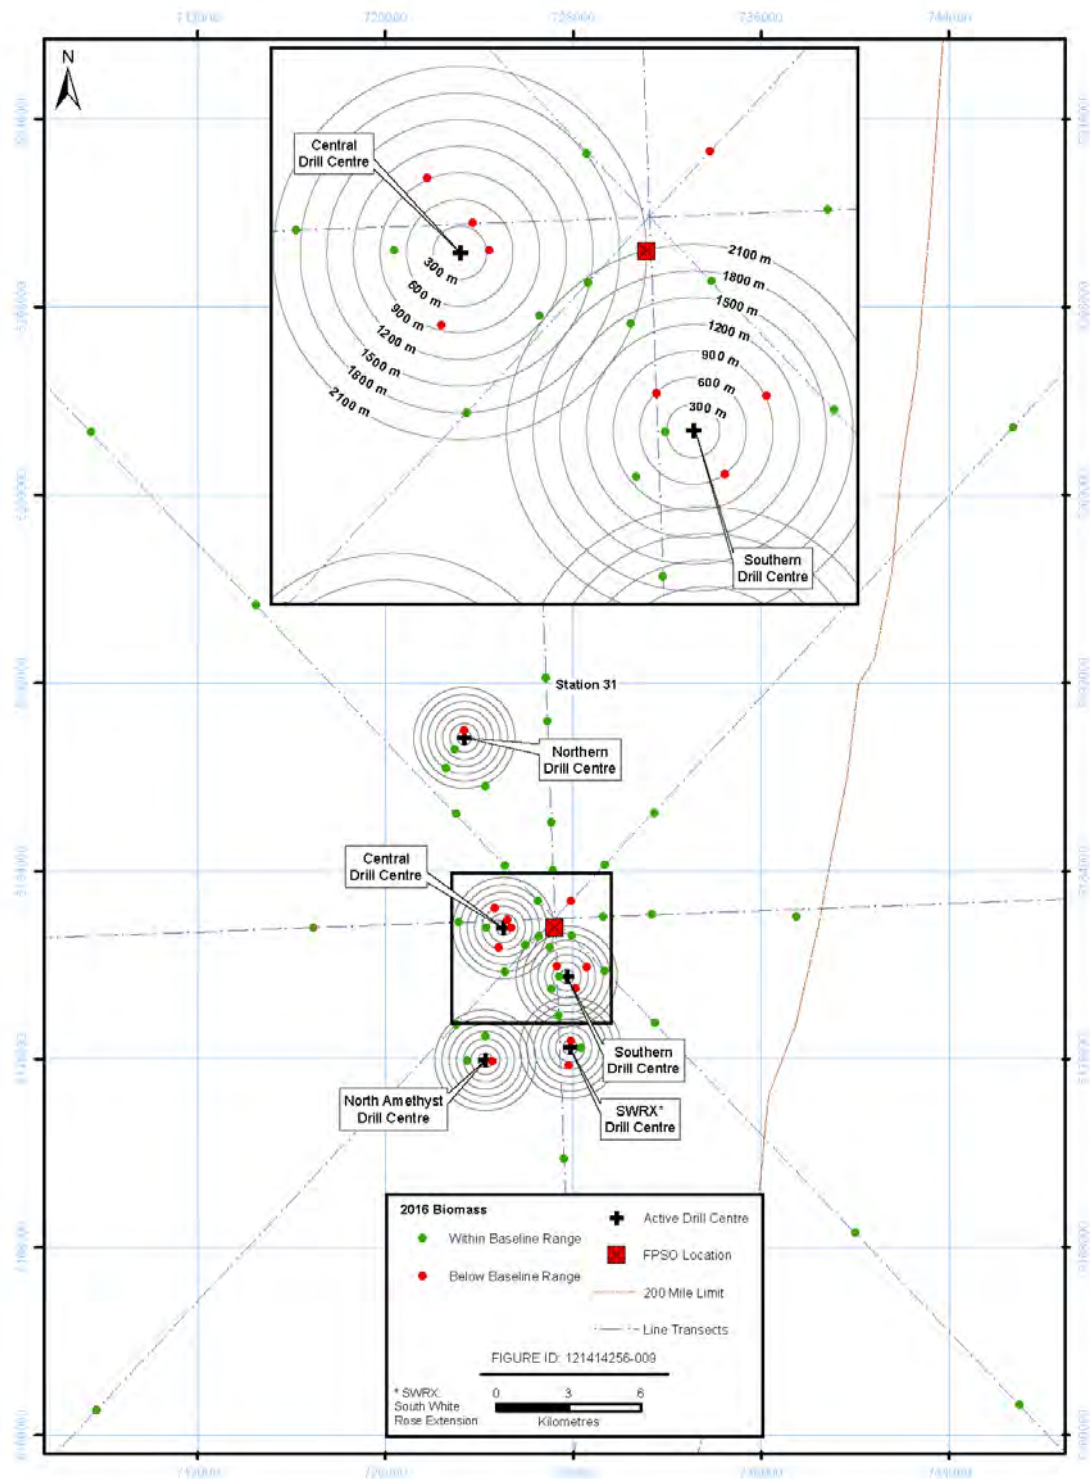 720000
736000
744000
N
Central
Drill Centre
300 m
600 m
900 m
1200 m
1500 m
1800 m
2100 m
2100 m
1800 m
1500 m
1200 m
900 m
600 m
300 m
Southern
Drill Centre
Station 31
Northern
Drill Centre
Central
Drill Centre
Southern
Drill Centre
North Amethyst
Drill Centre
SWRX*
Drill Centre
2016 Biomass
Within Baseline Range
Below Baseline Range
Active Drill Centre
FPSO Location
200 Mile Limit
Line Transects
FIGURE ID: 121414256-009
* SWRX:
South White
Rose Extension
0 3 6
Kilometres